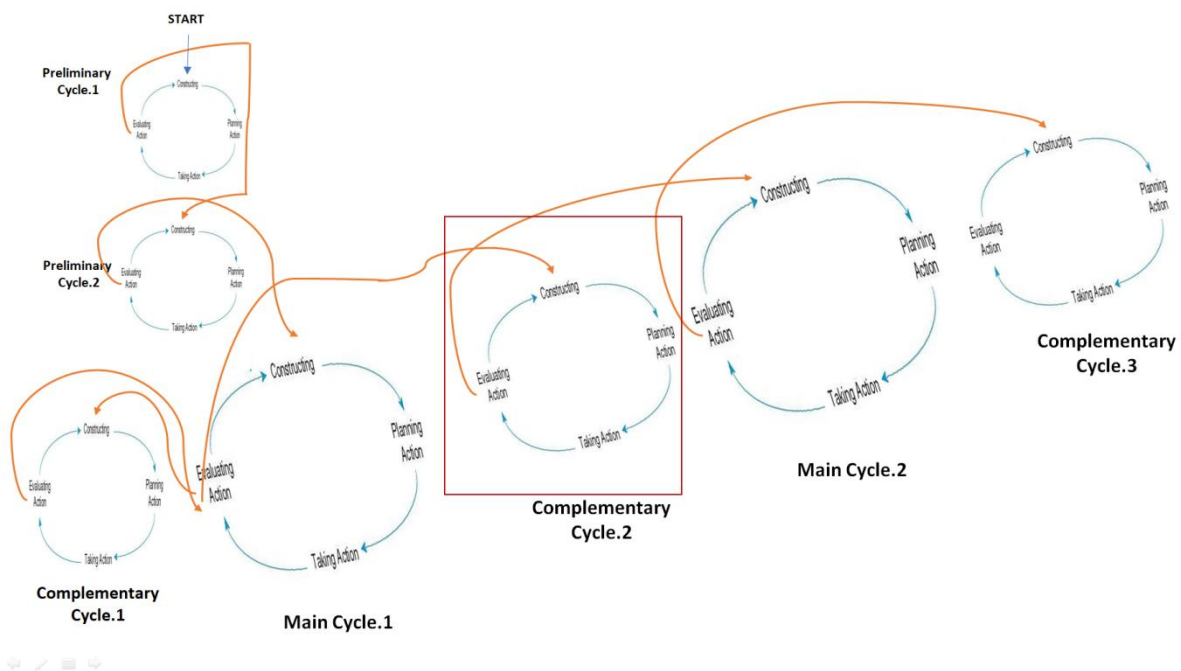 START
Preliminary
Cycle.1
Constructing
Planning
Action
Taking Action
Evaluating
Action
Preliminary
Cycle.2
Constructing
Planning
Action
Taking Action
Evaluating
Action
Constructing
Planning
Action
Taking Action
Evaluating
Action
Complementary
Cycle.1
Constructing
Planning
Action
Taking Action
Evaluating
Action
Main Cycle.1
Constructing
Planning
Action
Taking Action
Evaluating
Action
Complementary
Cycle.2
Constructing
Planning
Action
Taking Action
Evaluating
Action
Main Cycle.2
Constructing
Planning
Action
Taking Action
Evaluating
Action
Complementary
Cycle.3